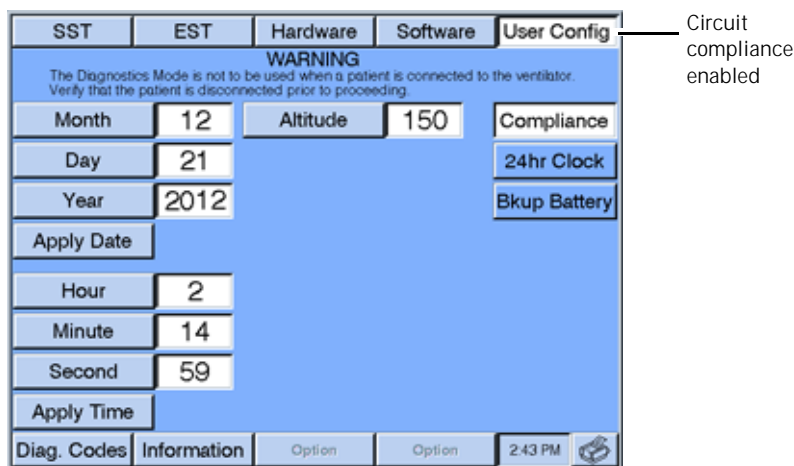 SST EST Hardware Software User Config
Circuit compliance enabled
WARNING
The Diagnostics Mode is not to be used when a patient is connected to the ventilator.
Verify that the patient is disconnected prior to proceeding.
Month 12 Altitude 150 Compliance
Day 21 24hr Clock
Year 2012 Bkup Battery
Apply Date
Hour 2
Minute 14
Second 59
Apply Time
Diag. Codes Information Option Option 2:43 PM